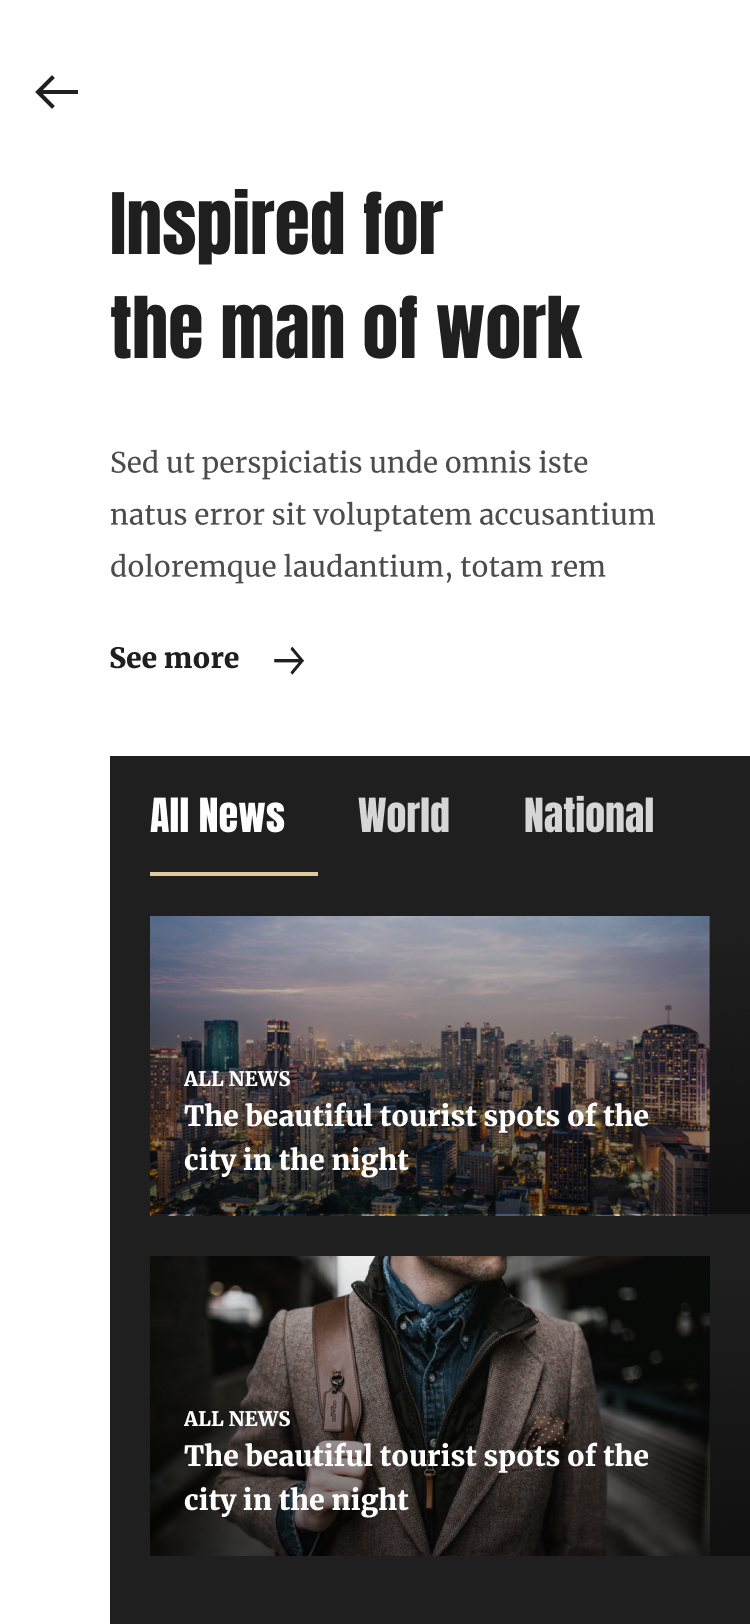 Inspired for
the man of work
Sed ut perspiciatis unde omnis iste
natus error sit voluptatem accusantium
doloremque laudantium, totam rem
See more
All News World National
ALL NEWS
The beautiful tourist spots of the
city in the night
ALL NEWS
The beautiful tourist spots of the
city in the night